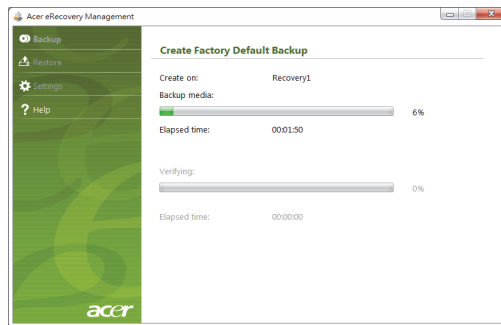 Acer eRecovery Management
Backup
Restore
Settings
? Help
Create Factory Default Backup
Create on: Recovery1
Backup media:
6%
Elapsed time: 00:01:50
Verifying:
0%
Elapsed time: 00:00:00
acer